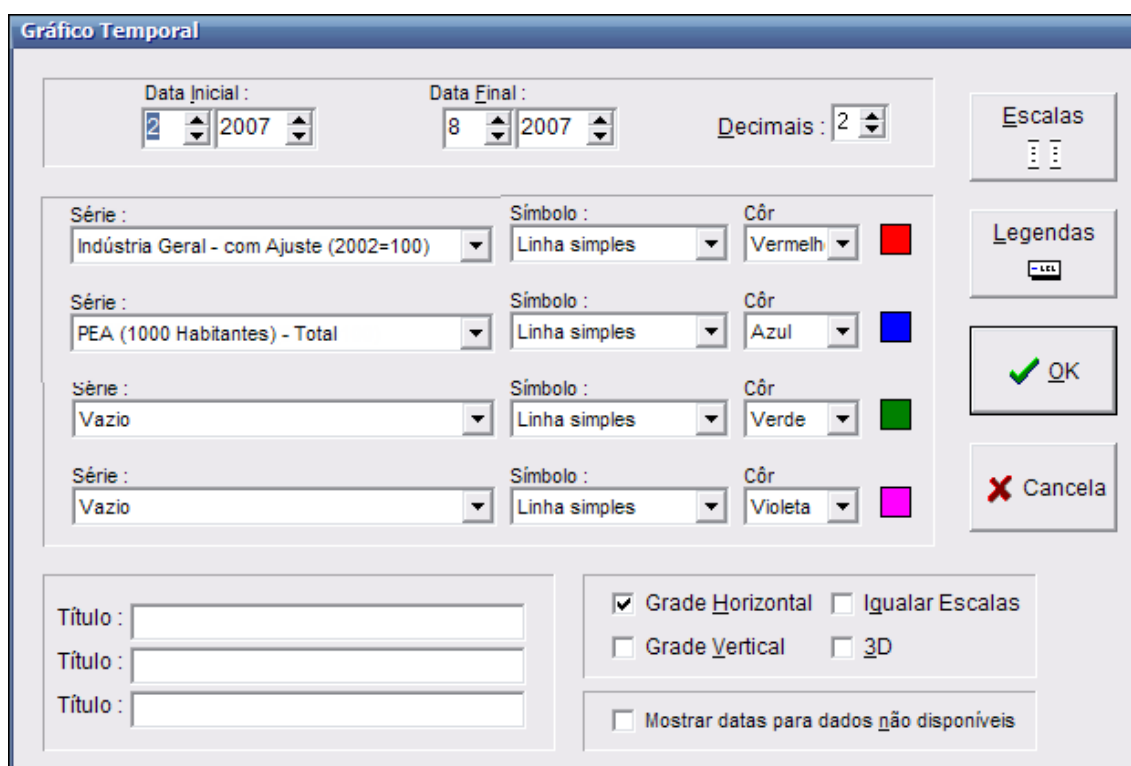 Gráfico Temporal
Data Inicial :
Data Final :
2
2007
8
2007
Decimais : 2
Escalas
Série :
Símbolo :
Côr
Indústria Geral - com Ajuste (2002=100)
Linha simples
Vermelh
Legendas
Série :
Símbolo :
Côr
PEA (1000 Habitantes) - Total
Linha simples
Azul
OK
Série :
Símbolo :
Côr
Vazio
Linha simples
Verde
Série :
Símbolo :
Côr
Vazio
Linha simples
Violeta
Cancela
Título :
Título :
Título :
Grade Horizontal
Igualar Escalas
Grade Vertical
3D
Mostrar datas para dados não disponíveis